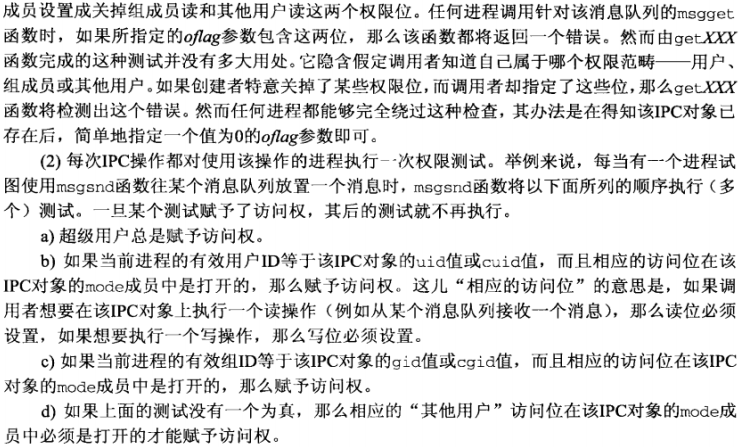 成员设置成关掉组成员读和其他用户读这两个权限位。任何进程调用针对该消息队列的msgget
函数时，如果所指定的oflag参数包含这两位，那么该函数都将返回一个错误。然而由getXXX
函数完成的这种测试并没有多大用处。它隐含假定调用者知道自己属于哪个权限范畴——用户、
组成员或其他用户。如果创建者特意关掉了某些权限位，而调用者却指定了这些位，那么getXXX
函数将检测出这个错误。然而任何进程都能够完全绕过这种检查，其办法是在得知该IPC对象已
存在后，简单地指定一个值为0的oflag参数即可。
(2) 每次IPC操作都对使用该操作的进程执行一次权限测试。举例来说，每当有一个进程试
图使用msgsnd函数往某个消息队列放置一个消息时，msgsnd函数将以下面所列的顺序执行（多
个）测试。一旦某个测试赋予了访问权，其后的测试就不再执行。
a) 超级用户总是赋予访问权。
b) 如果当前进程的有效用户ID等于该IPC对象的uid值或cuid值，而且相应的访问位在该
IPC对象的mode成员中是打开的，那么赋予访问权。这儿“相应的访问位”的意思是，如果调
用者想要在该IPC对象上执行一个读操作（例如从某个消息队列接收一个消息），那么读位必须
设置，如果想要执行一个写操作，那么写位必须设置。
c) 如果当前进程的有效组ID等于该IPC对象的gid值或cgid值，而且相应的访问位在该IPC
对象的mode成员中是打开的，那么赋予访问权。
d) 如果上面的测试没有一个为真，那么相应的“其他用户”访问位在该IPC对象的mode成
员中必须是打开的才能赋予访问权。